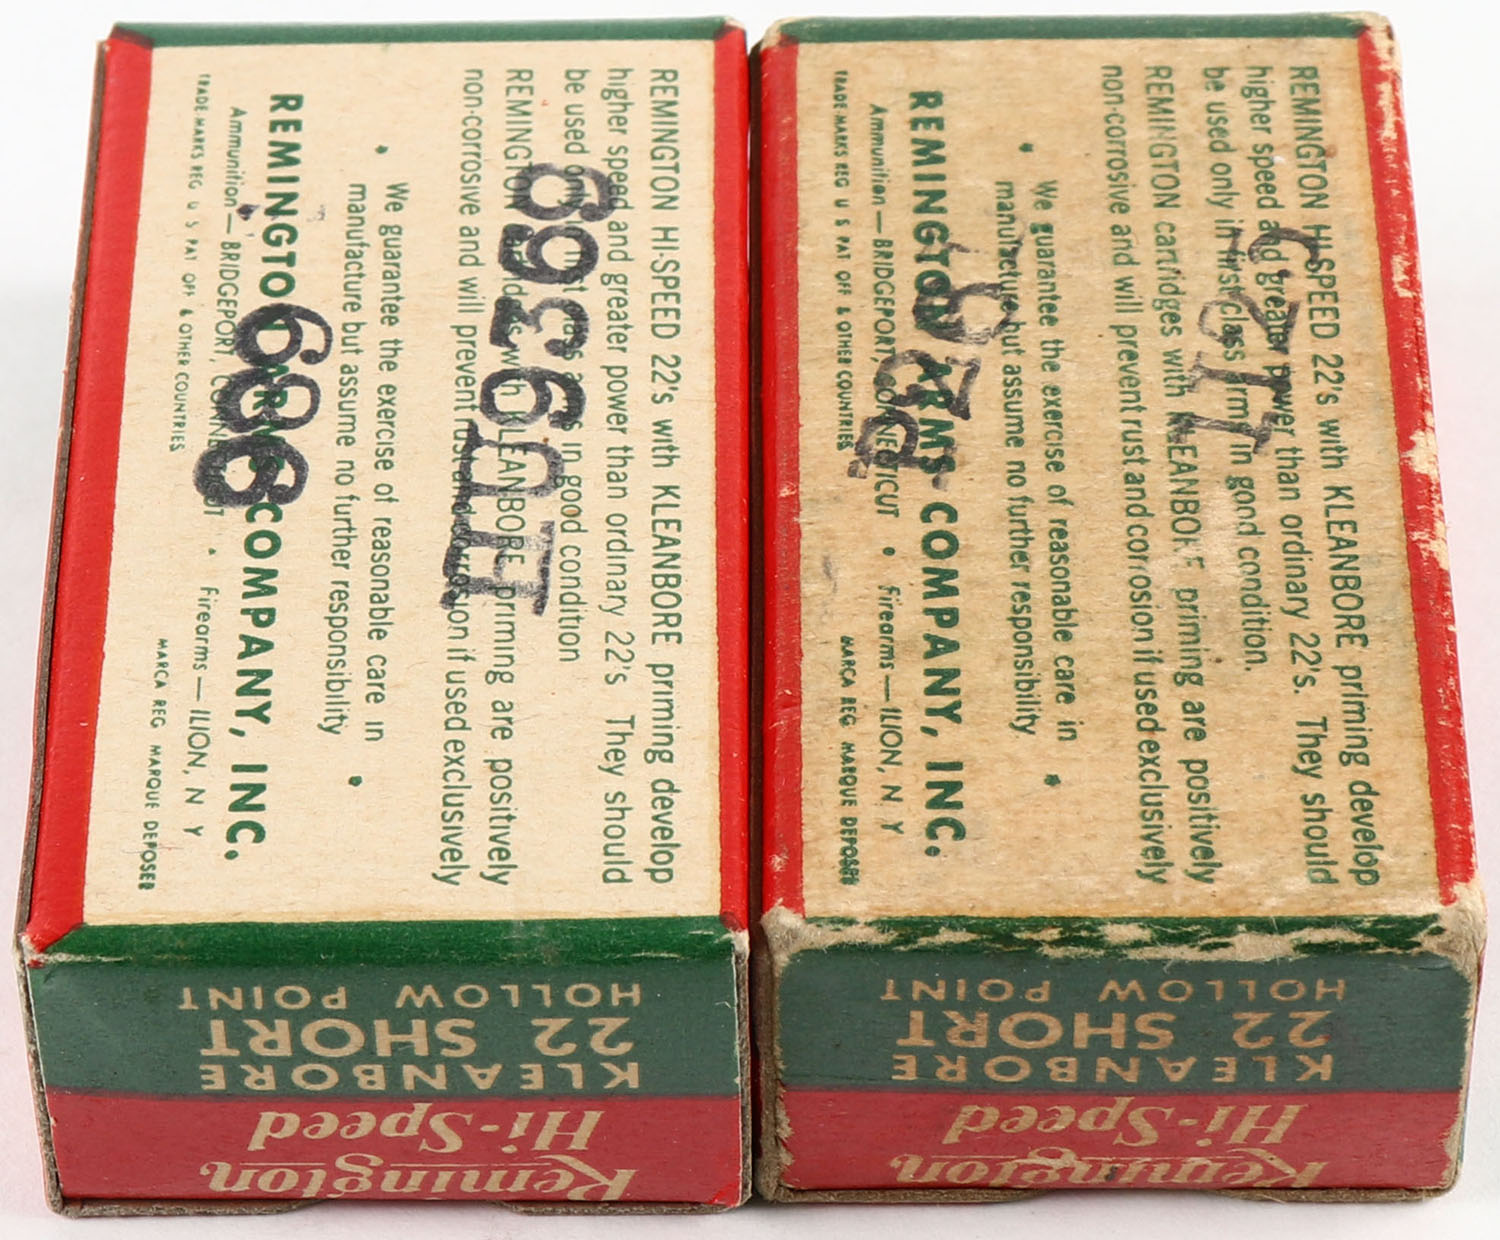 REMINGTON HI-SPEED 22's with KLEANBORE priming develop
higher speed and greater power than ordinary 22's They should
be used only in first class arms in good condition
REMINGTON cartridges with KLEANBORE priming are positively
non-corrosive and will prevent rust and corrosion if used exclusively
• We guarantee the exercise of reasonable care in
manufacture but assume no further responsibility •
REMINGTON ARMS COMPANY, INC.
Ammunition — BRIDGEPORT, CONNECTICUT • Firearms — ILION, N Y
TRADE-MARKS REG U S PAT OFF & OTHER COUNTRIES MARCA REG MARQUE DEPOSEE
Remington
Hi-Speed
KLEANBORE
22 SHORT
HOLLOW POINT
REMINGTON HI-SPEED 22's with KLEANBORE priming develop
higher speed and greater power than ordinary 22's. They should
be used only in first class arms in good condition.
REMINGTON cartridges with KLEANBORE priming are positively
non-corrosive and will prevent rust and corrosion if used exclusively
• We guarantee the exercise of reasonable care in
manufacture but assume no further responsibility •
REMINGTON ARMS COMPANY, INC.
Ammunition — BRIDGEPORT, CONNECTICUT • Firearms — ILION, N Y
TRADE-MARKS REG U S PAT OFF & OTHER COUNTRIES MARCA REG MARQUE DEPOSEE
Remington
Hi-Speed
KLEANBORE
22 SHORT
HOLLOW POINT